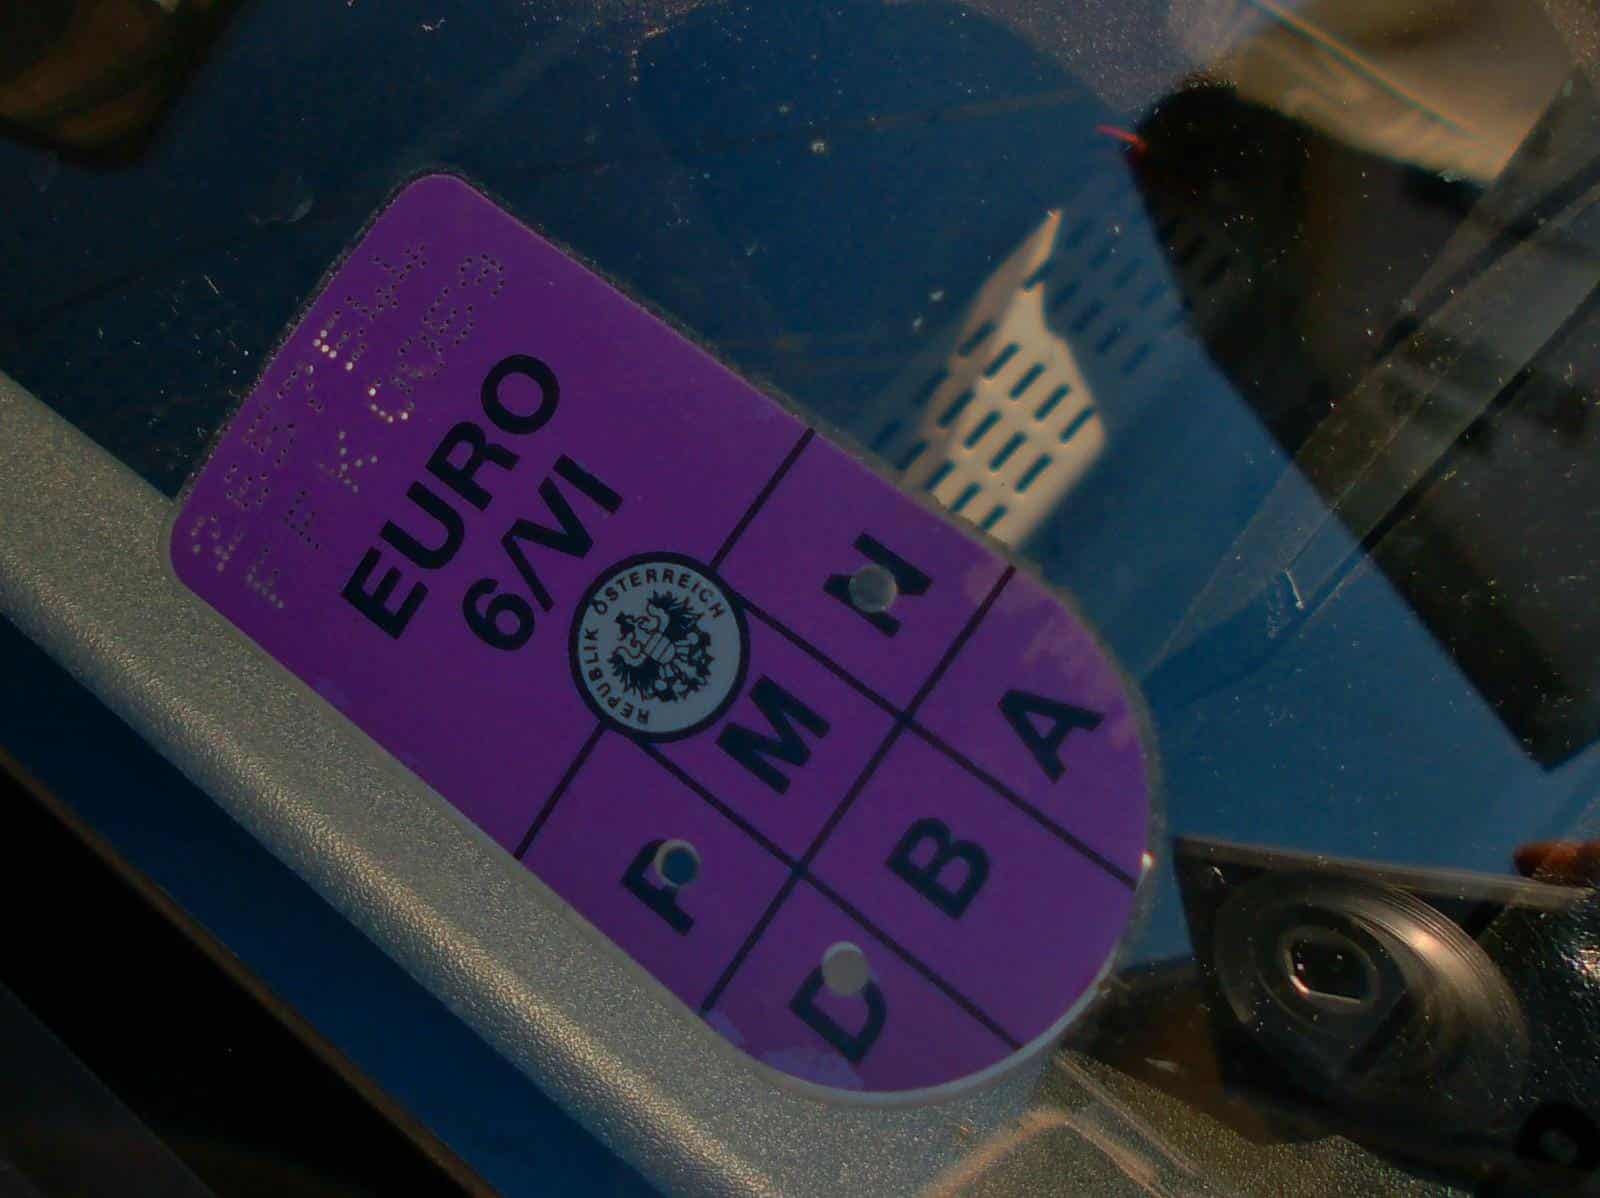 EURO
6/VI
REPUBLIK ÖSTERREICH
P M N
D B A